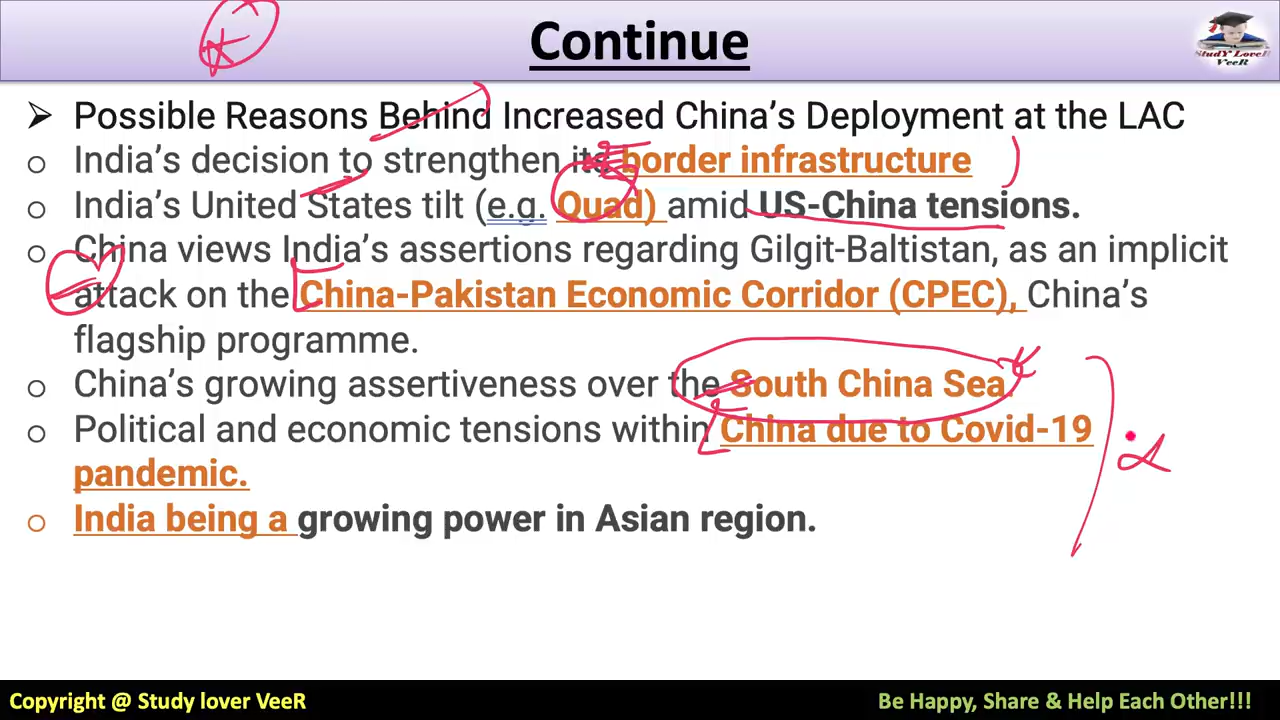 Continue
StudY LoveR
VeeR
➤ Possible Reasons Behind Increased China's Deployment at the LAC
o India's decision to strengthen its border infrastructure
o India's United States tilt (e.g. Quad) amid US-China tensions.
o China views India's assertions regarding Gilgit-Baltistan, as an implicit
attack on the China-Pakistan Economic Corridor (CPEC), China's
flagship programme.
o China's growing assertiveness over the South China Sea.
o Political and economic tensions within China due to Covid-19
pandemic.
o India being a growing power in Asian region.
Copyright @ Study lover VeeR
Be Happy, Share & Help Each Other!!!